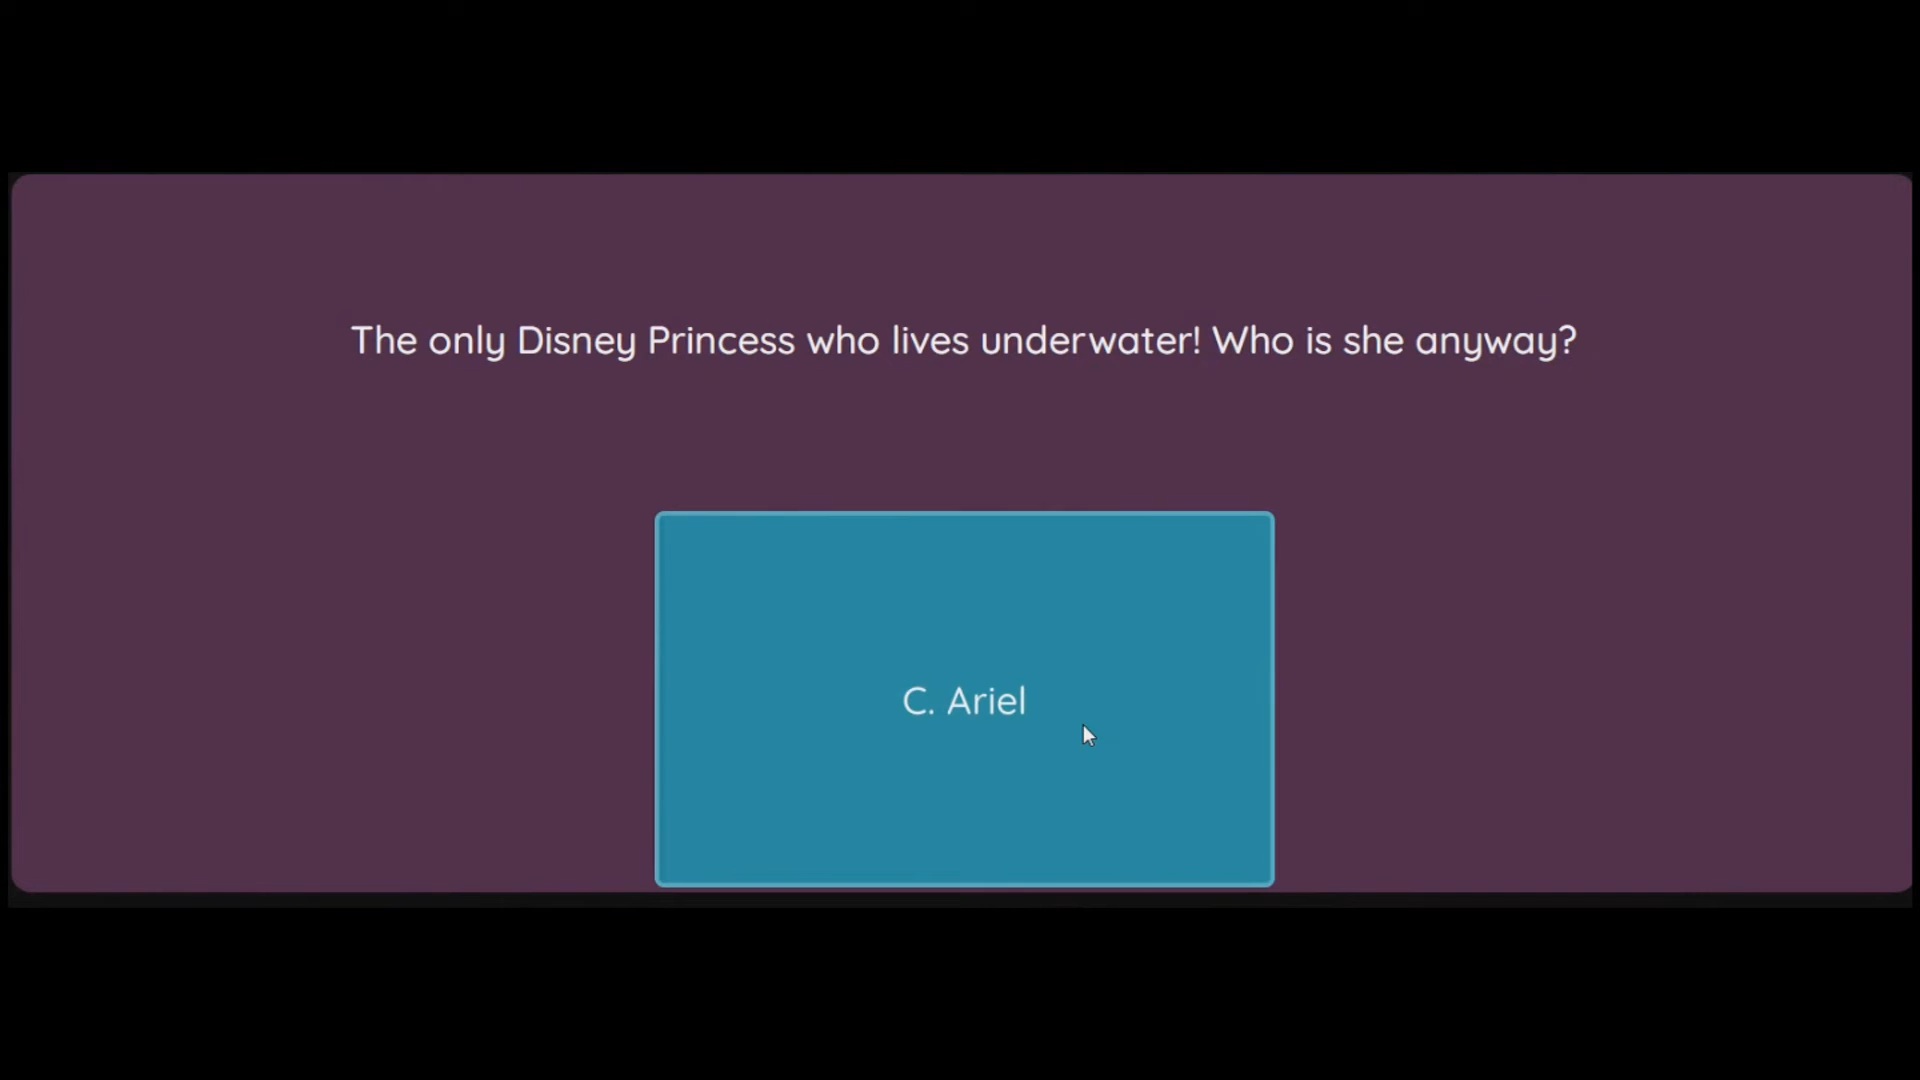 The only Disney Princess who lives underwater! Who is she anyway?
C. Ariel